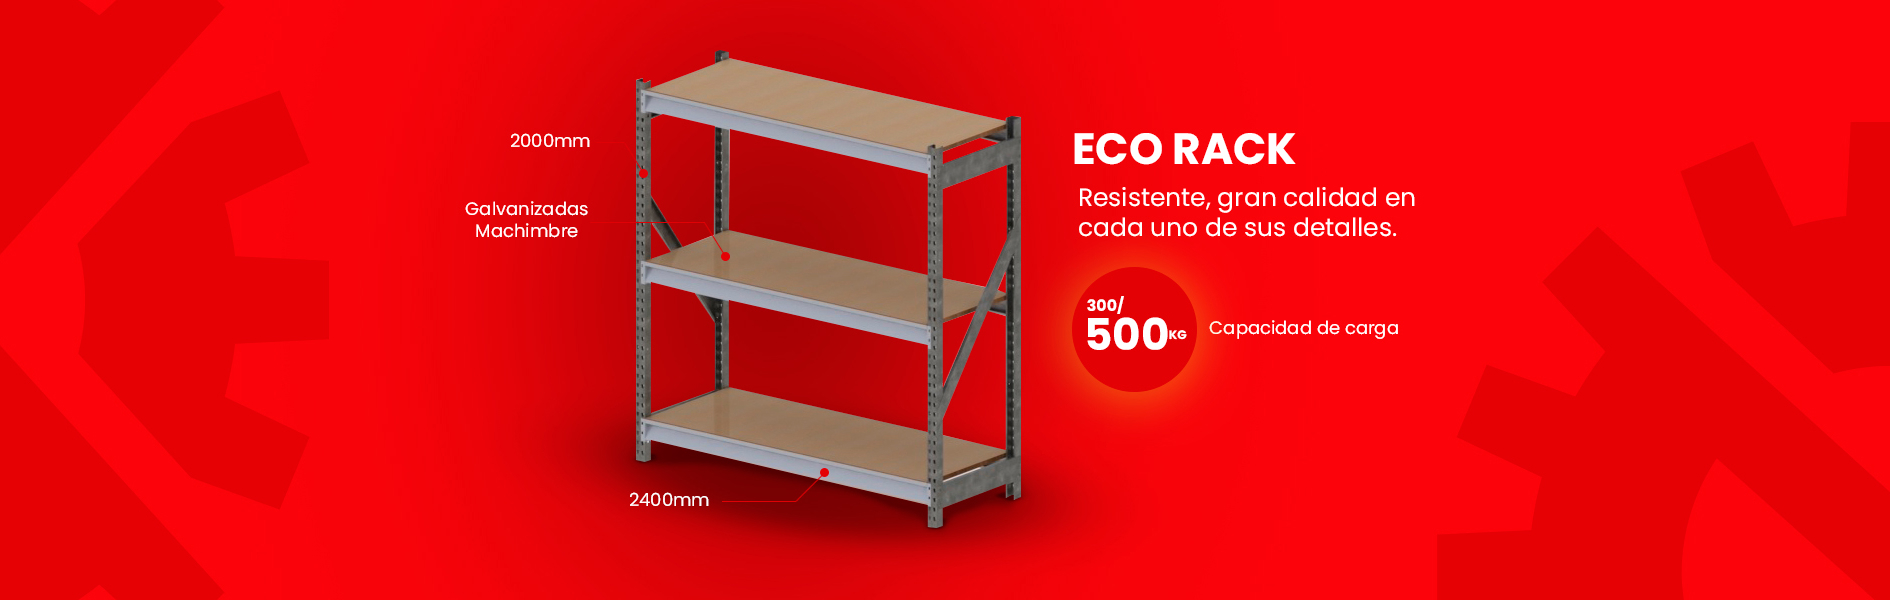 2000mm
Galvanizadas
Machimbre
2400mm
ECO RACK
Resistente, gran calidad en
cada uno de sus detalles.
300/
500KG
Capacidad de carga